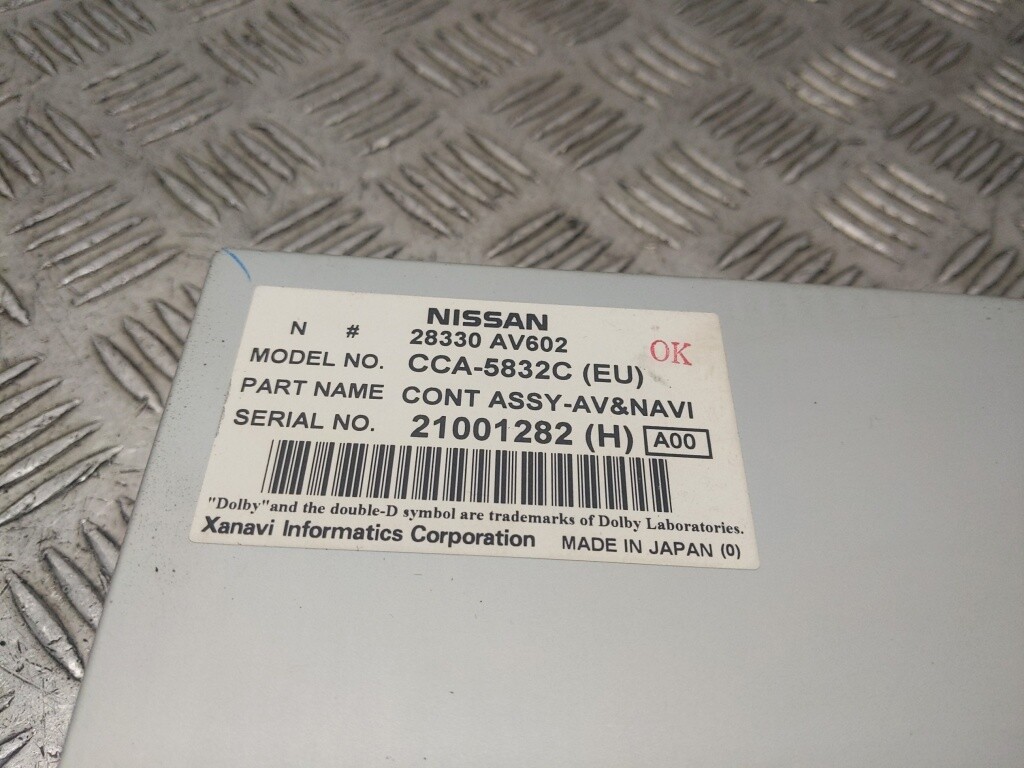 NISSAN
N # 28330 AV602
OK
MODEL NO. CCA-5832C (EU)
PART NAME CONT ASSY-AV&NAVI
SERIAL NO. 21001282 (H) A00
"Dolby"and the double-D symbol are trademarks of Dolby Laboratories.
Xanavi Informatics Corporation MADE IN JAPAN (0)